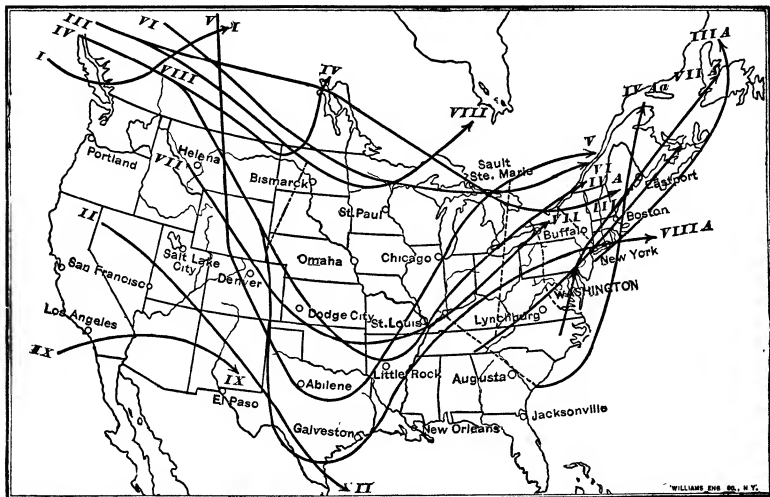 III
VI
V
I
IV
I
VIII
IV
VIII
III A
VII A
IV Aa
V
Portland
Helena
VII
Bismarck
Sault
Ste. Marie
VI
IV A
Eastport
II
St. Paul
III
VII
Buffalo
Boston
VIII A
San Francisco
Salt Lake
City
Denver
Omaha
Chicago
New York
WASHINGTON
Los Angeles
Dodge City
St. Louis
Lynchburg
IX
IX
El Paso
Abilene
Little Rock
Augusta
Jacksonville
Galveston
New Orleans
II
WILLIAMS ENG. CO., N.Y.